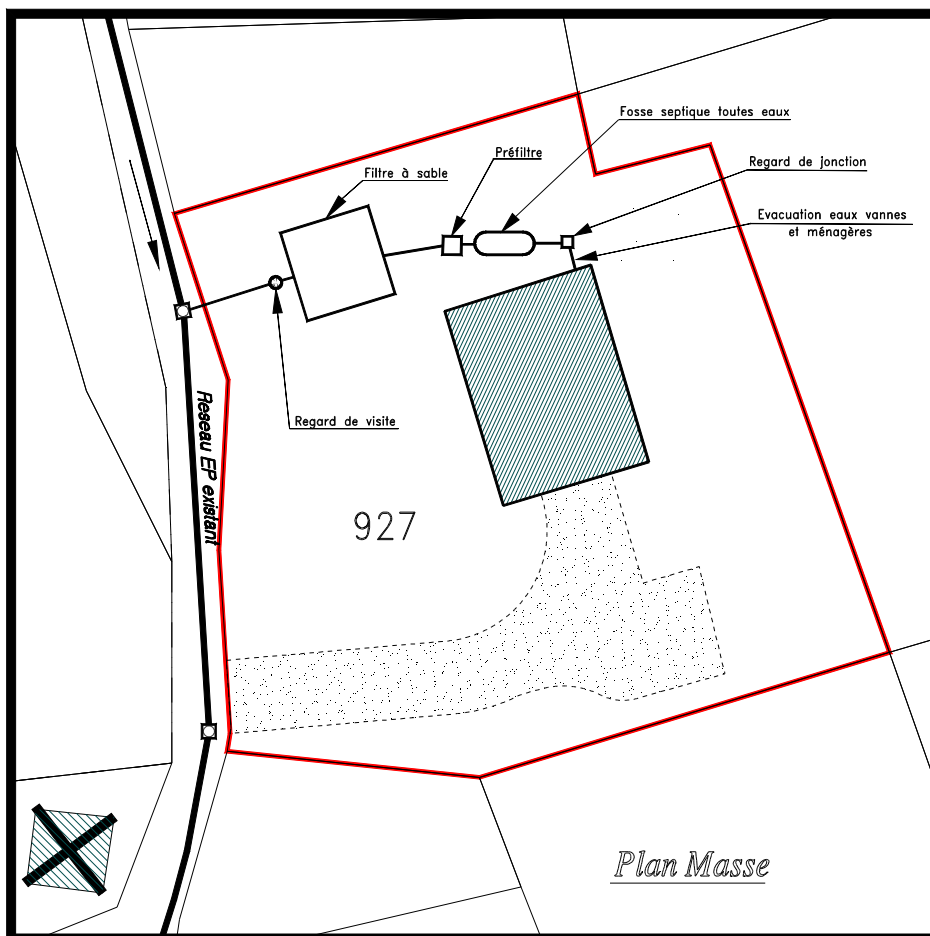 Fosse septique toutes eaux
Préfiltre
Regard de jonction
Filtre à sable
Evacuation eaux vannes
et ménagères
Regard de visite
Reseau EP existant
927
Plan Masse